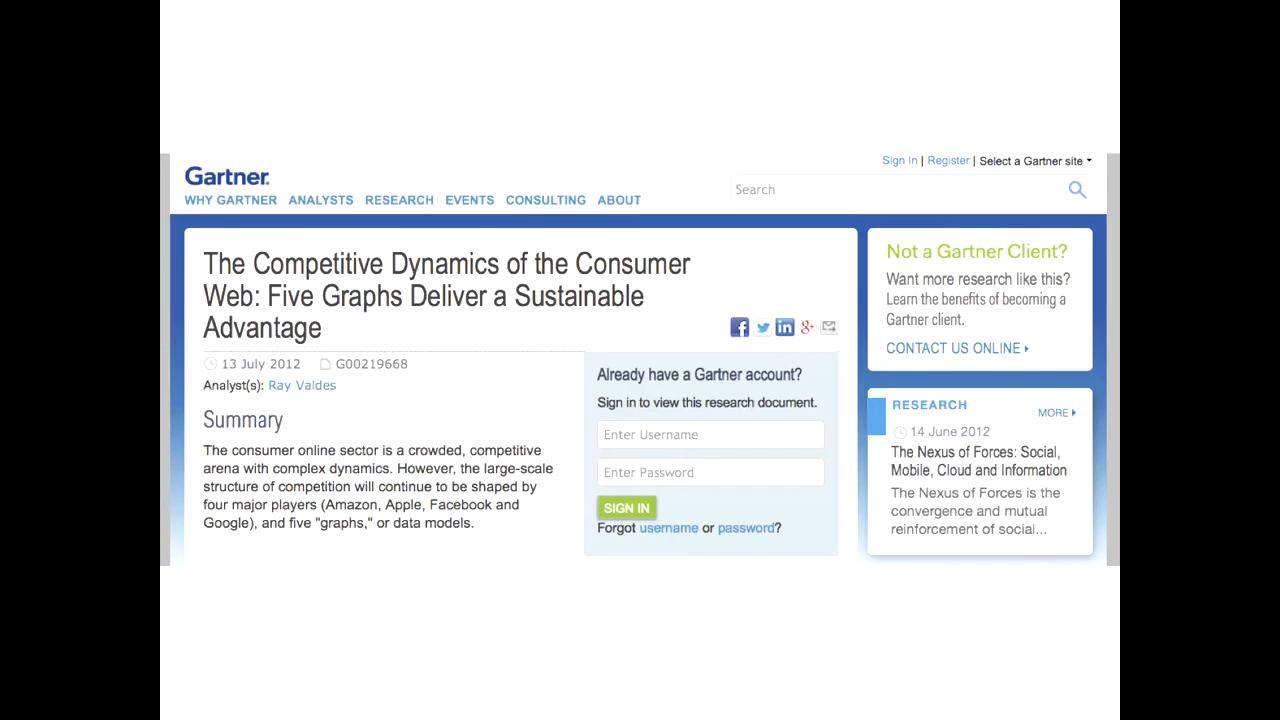 Sign In | Register | Select a Gartner site
Gartner.
Search
WHY GARTNER ANALYSTS RESEARCH EVENTS CONSULTING ABOUT
The Competitive Dynamics of the Consumer
Web: Five Graphs Deliver a Sustainable
Advantage
13 July 2012 G00219668
Analyst(s): Ray Valdes
Summary
The consumer online sector is a crowded, competitive
arena with complex dynamics. However, the large-scale
structure of competition will continue to be shaped by
four major players (Amazon, Apple, Facebook and
Google), and five "graphs," or data models.
Already have a Gartner account?
Sign in to view this research document.
Enter Username
Enter Password
SIGN IN
Forgot username or password?
Not a Gartner Client?
Want more research like this?
Learn the benefits of becoming a
Gartner client.
CONTACT US ONLINE
RESEARCH
MORE
14 June 2012
The Nexus of Forces: Social,
Mobile, Cloud and Information
The Nexus of Forces is the
convergence and mutual
reinforcement of social...